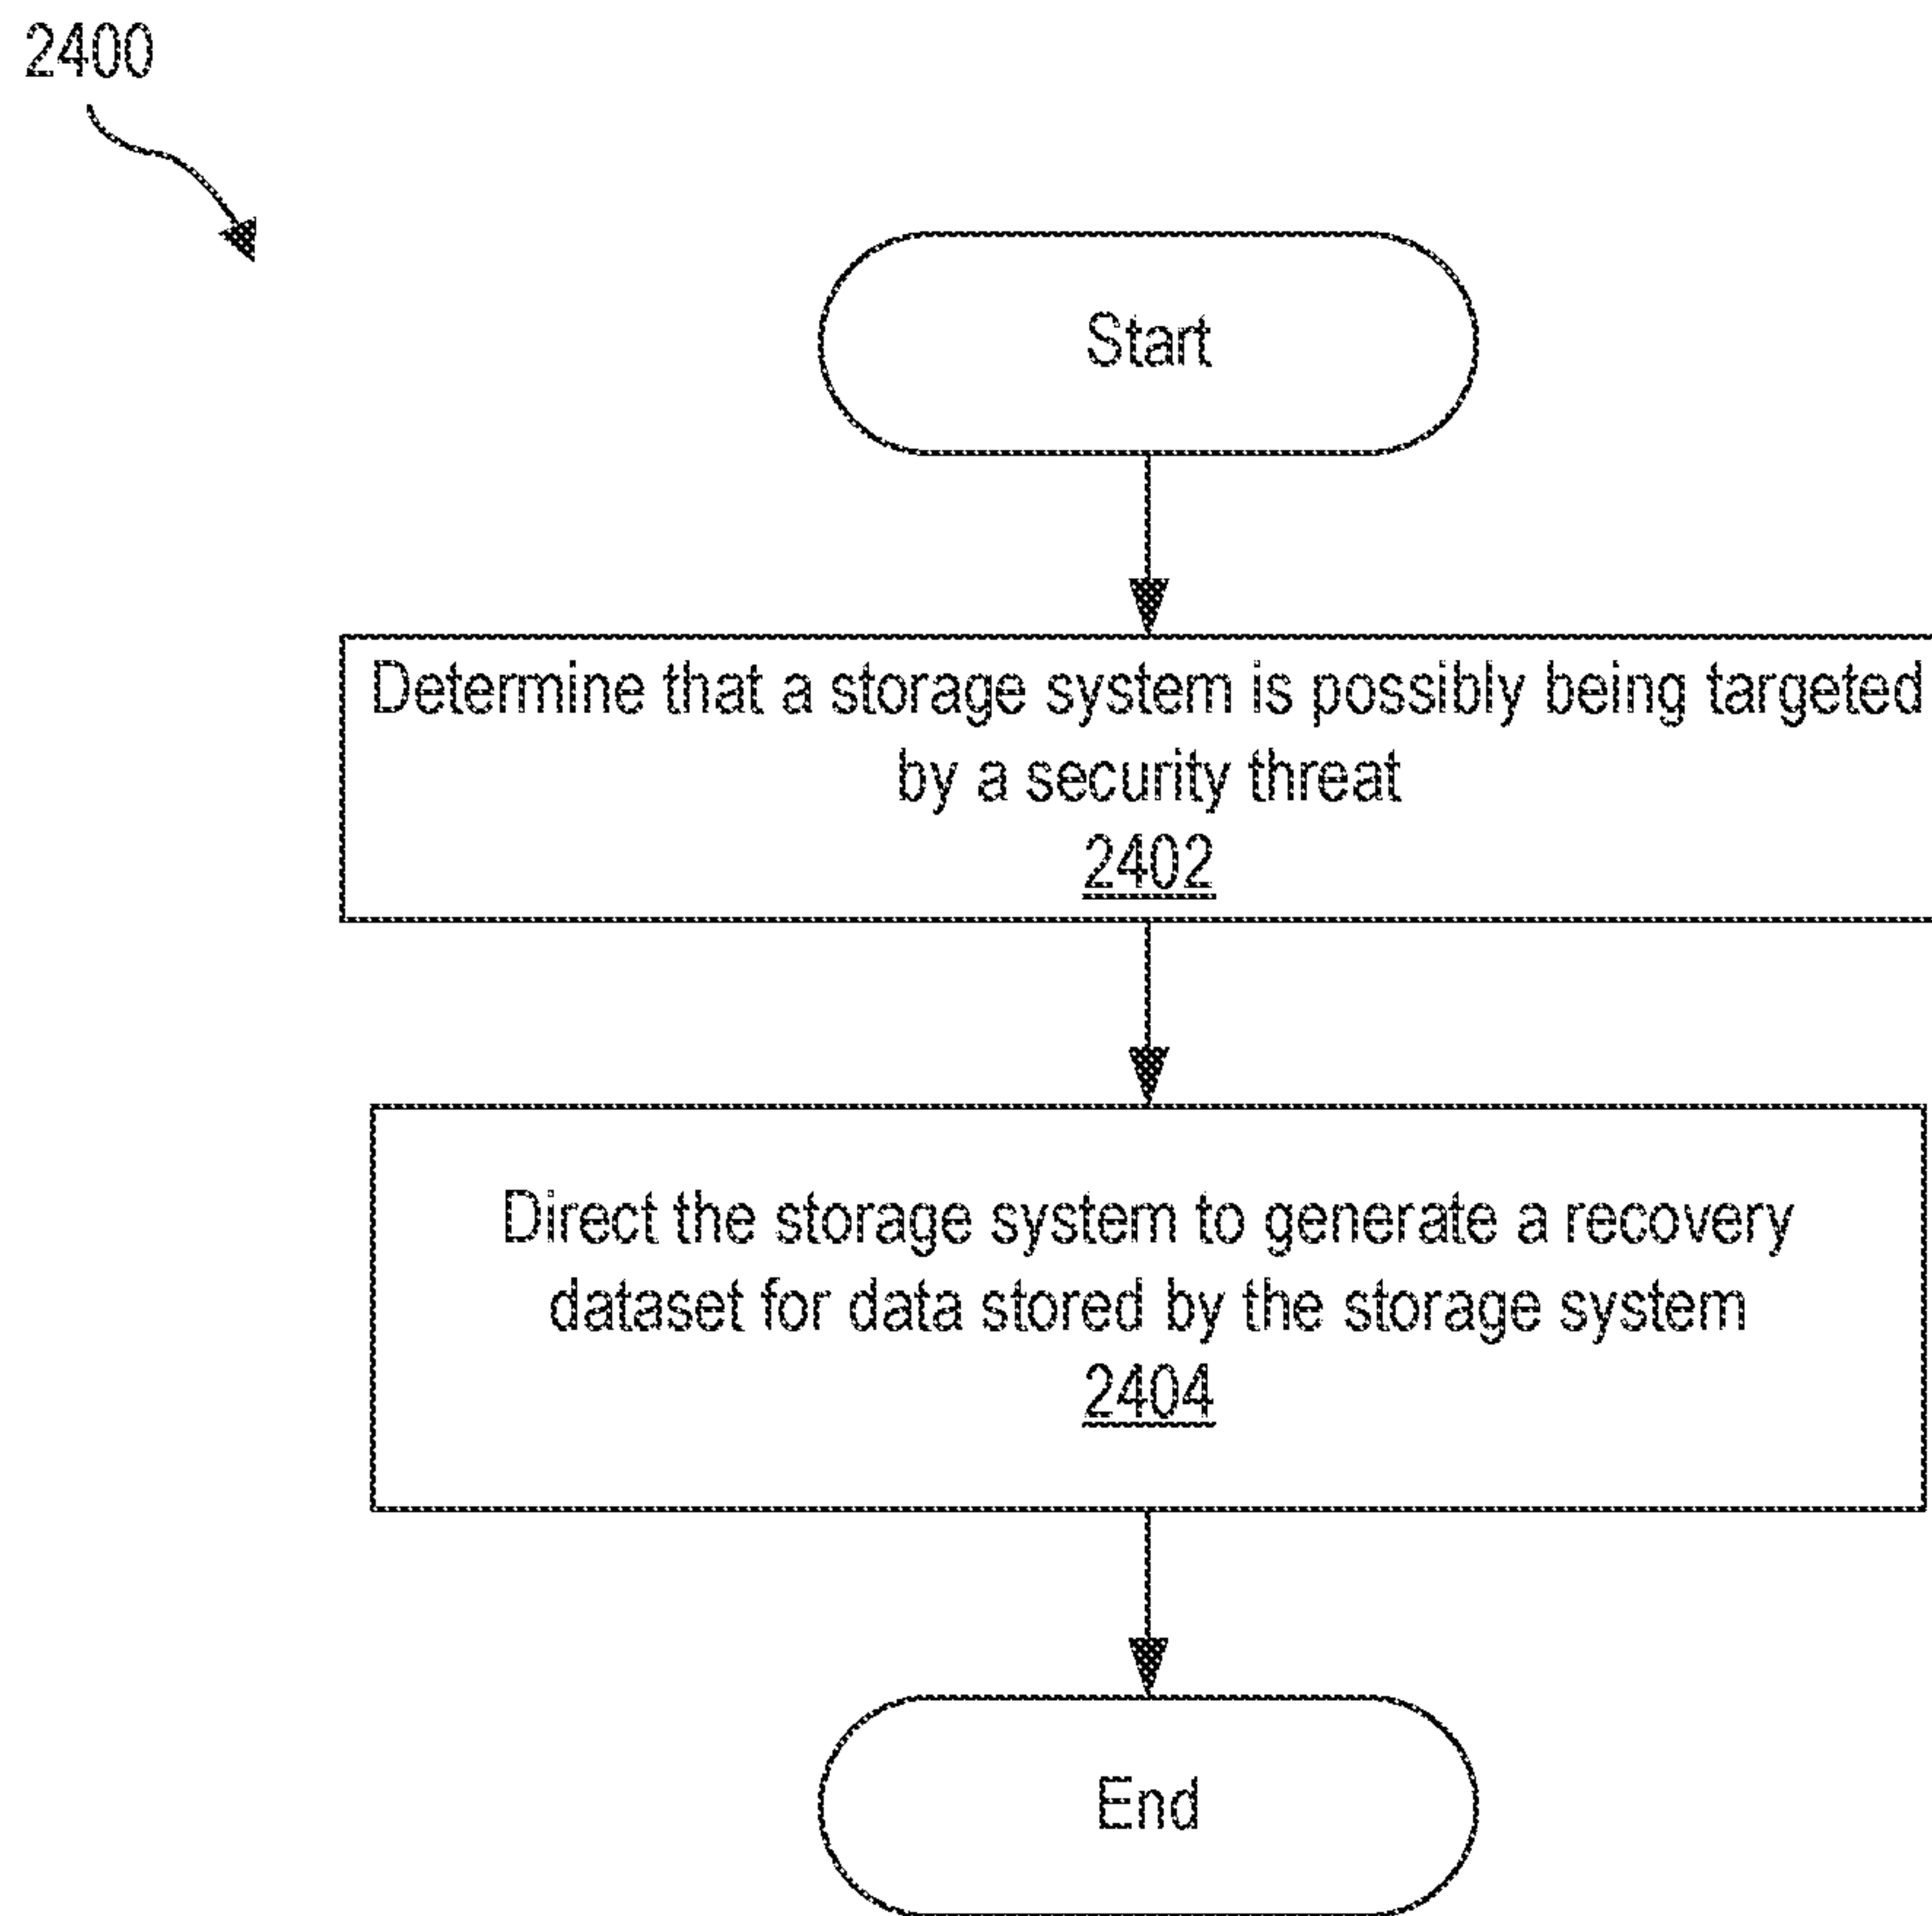 2400
Start
Determine that a storage system is possibly being targeted
by a security threat
2402
Direct the storage system to generate a recovery
dataset for data stored by the storage system
2404
End